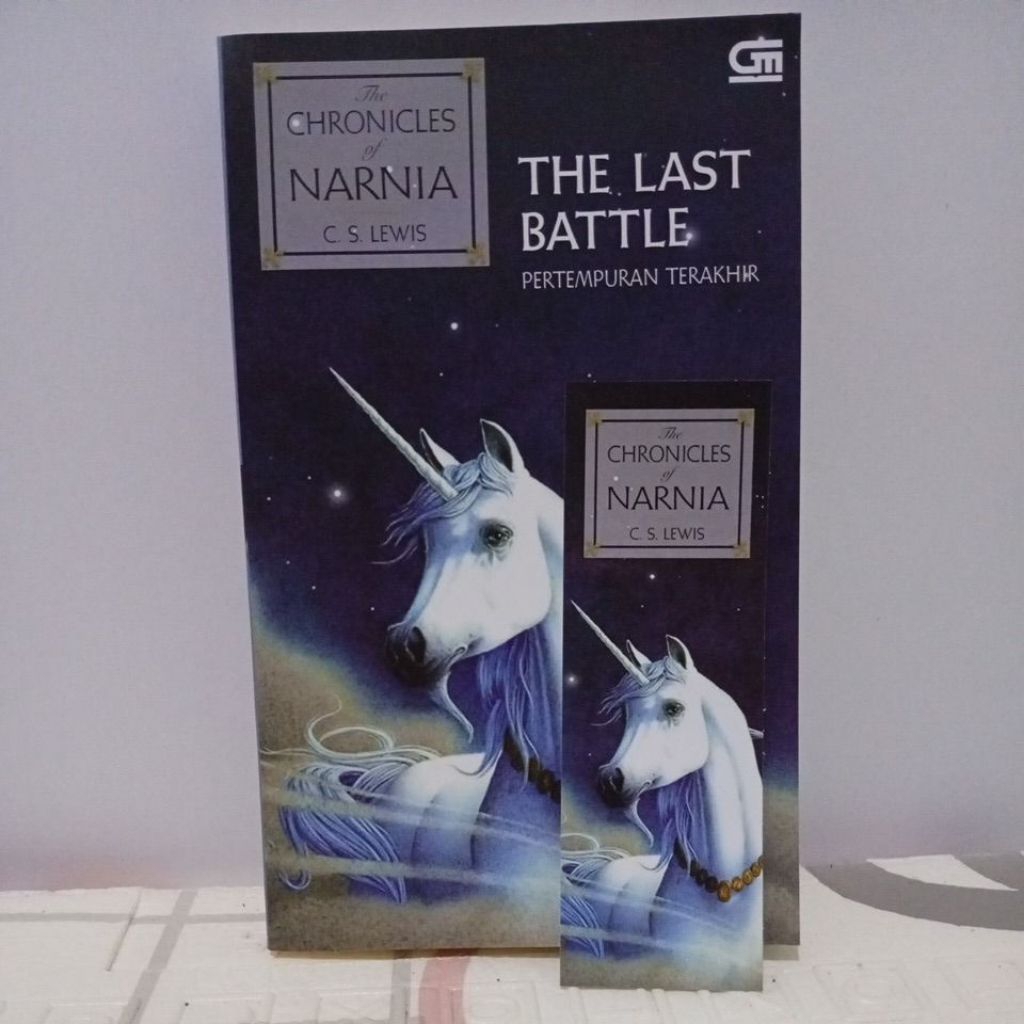 The
CHRONICLES
of
NARNIA
C. S. LEWIS
GM
THE LAST
BATTLE
PERTEMPURAN TERAKHIR
The
CHRONICLES
of
NARNIA
C. S. LEWIS